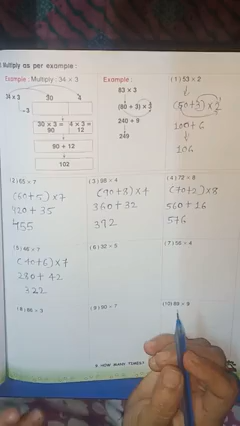 Multiply as per example :
Example : Multiply : 34 × 3
34 × 3
30
4
×3
30 × 3 =
90
4 × 3 =
12
90 + 12
102
Example :
83 × 3
(80 + 3) × 3
240 + 9
249
(1) 53 × 2
(50+3) × 2
100 + 6
106
(2) 65 × 7
(60+5) × 7
420 + 35
455
(3) 98 × 4
(90+8) × 4
360 + 32
392
(4) 72 × 8
(70+2) × 8
560 + 16
576
(5) 46 × 7
(40+6) × 7
280 + 42
322
(6) 32 × 5
(7) 56 × 4
(8) 86 × 3
(9) 80 × 7
(10) 89 × 9
HOW MANY TIMES?